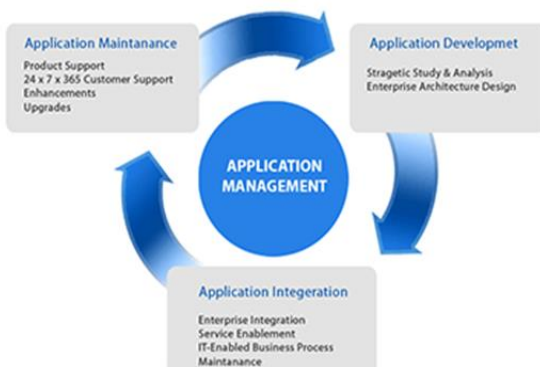 Application Maintanance
Product Support
24 x 7 x 365 Customer Support
Enhancements
Upgrades
Application Developmet
Stragetic Study & Analysis
Enterprise Architecture Design
APPLICATION
MANAGEMENT
Application Integeration
Enterprise Integration
Service Enablement
IT-Enabled Business Process
Maintanance